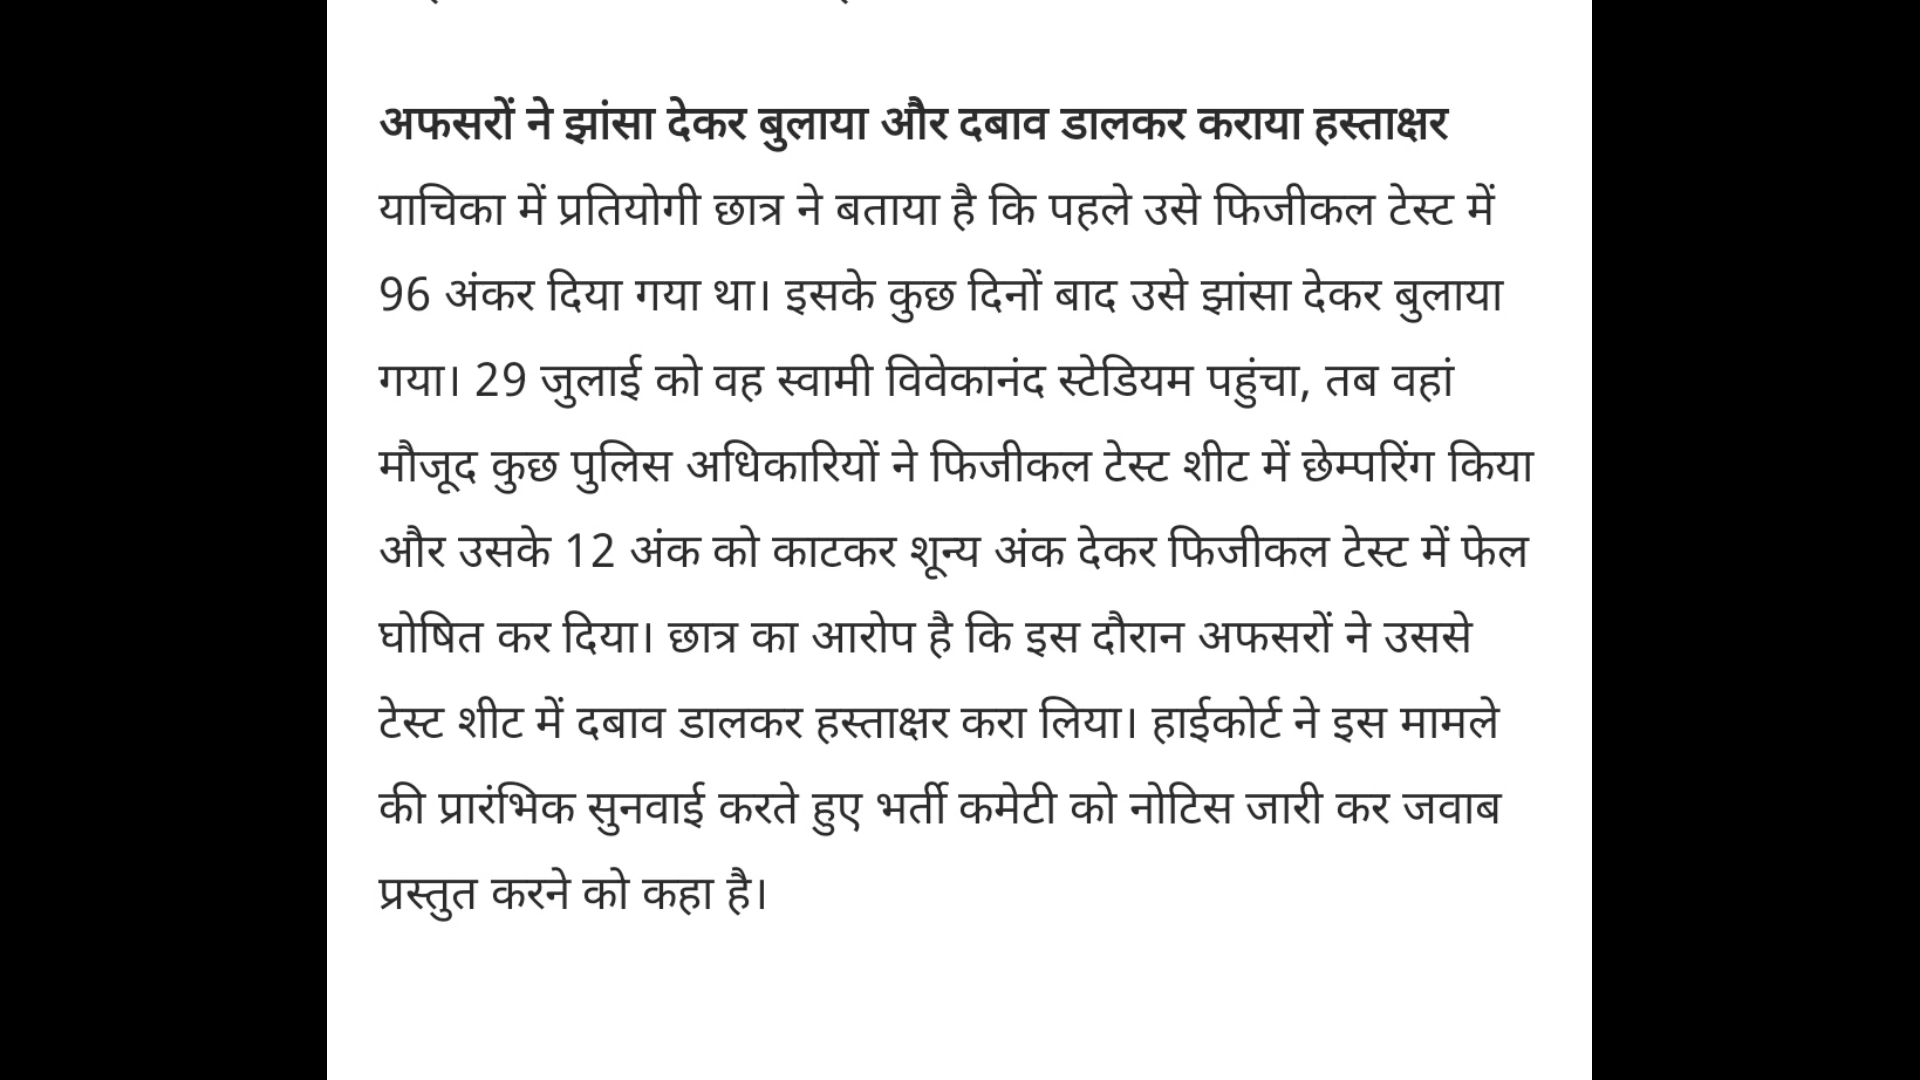 अफसरों ने झांसा देकर बुलाया और दबाव डालकर कराया हस्ताक्षर
याचिका में प्रतियोगी छात्र ने बताया है कि पहले उसे फिजीकल टेस्ट में
96 अंकर दिया गया था। इसके कुछ दिनों बाद उसे झांसा देकर बुलाया
गया। 29 जुलाई को वह स्वामी विवेकानंद स्टेडियम पहुंचा, तब वहां
मौजूद कुछ पुलिस अधिकारियों ने फिजीकल टेस्ट शीट में छेम्परिंग किया
और उसके 12 अंक को काटकर शून्य अंक देकर फिजीकल टेस्ट में फेल
घोषित कर दिया। छात्र का आरोप है कि इस दौरान अफसरों ने उससे
टेस्ट शीट में दबाव डालकर हस्ताक्षर करा लिया। हाईकोर्ट ने इस मामले
की प्रारंभिक सुनवाई करते हुए भर्ती कमेटी को नोटिस जारी कर जवाब
प्रस्तुत करने को कहा है।